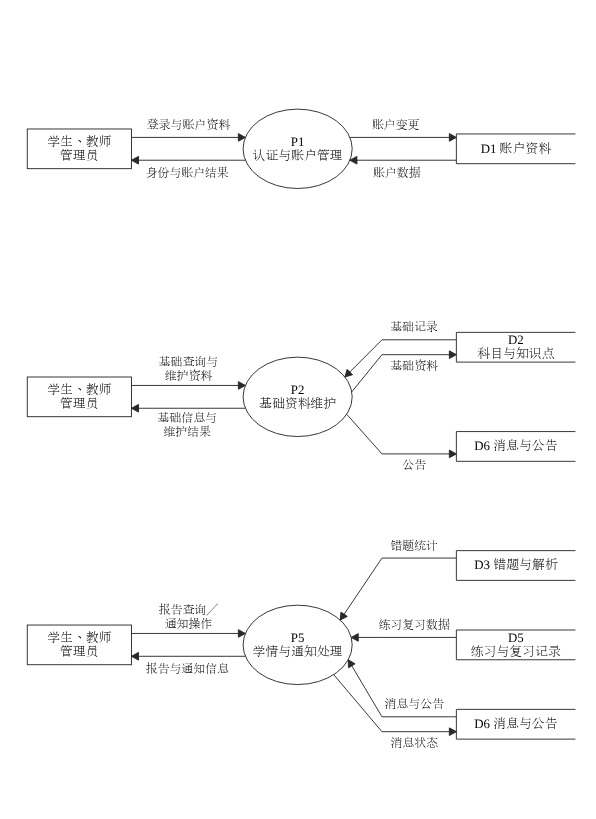 登录与账户资料
账户变更
学生、教师
管理员
P1
认证与账户管理
D1 账户资料
身份与账户结果
账户数据
基础记录
D2
科目与知识点
基础查询与
维护资料
基础资料
学生、教师
管理员
P2
基础资料维护
基础信息与
维护结果
D6 消息与公告
公告
错题统计
D3 错题与解析
报告查询／
通知操作
练习复习数据
学生、教师
管理员
P5
学情与通知处理
D5
练习与复习记录
报告与通知信息
消息与公告
D6 消息与公告
消息状态